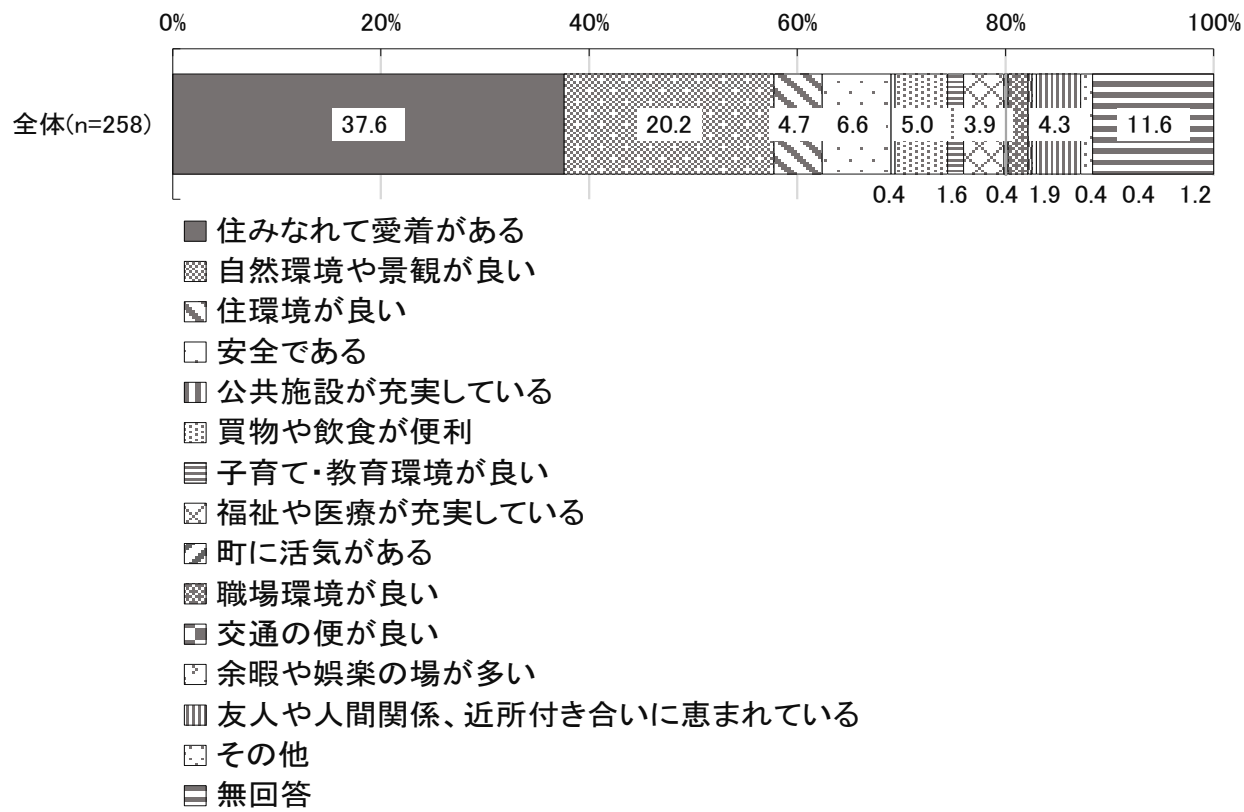 0% 20% 40% 60% 80% 100%
全体(n=258) 37.6 20.2 4.7 6.6 5.0 3.9 4.3 11.6
0.4 1.6 0.4 1.9 0.4 0.4 1.2
住みなれて愛着がある
自然環境や景観が良い
住環境が良い
安全である
公共施設が充実している
買物や飲食が便利
子育て・教育環境が良い
福祉や医療が充実している
町に活気がある
職場環境が良い
交通の便が良い
余暇や娯楽の場が多い
友人や人間関係、近所付き合いに恵まれている
その他
無回答